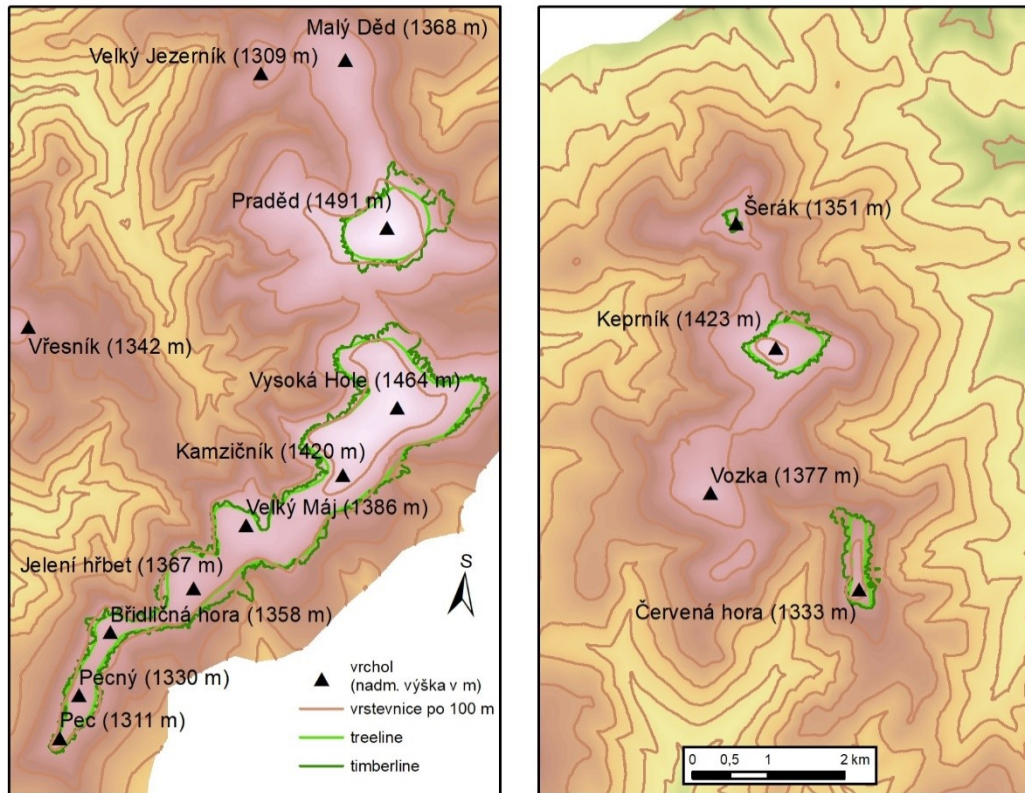 Malý Děd (1368 m)
Velký Jezerník (1309 m)
Praděd (1491 m)
Vřesník (1342 m)
Vysoká Hole (1464 m)
Kamzičník (1420 m)
Velký Máj (1386 m)
Jelení hřbet (1367 m)
Břidličná hora (1358 m)
Pecný (1330 m)
Pec (1311 m)
S
vrchol
(nadm. výška v m)
vrstevnice po 100 m
treeline
timberline
Šerák (1351 m)
Keprník (1423 m)
Vozka (1377 m)
Červená hora (1333 m)
0 0,5 1 2 km